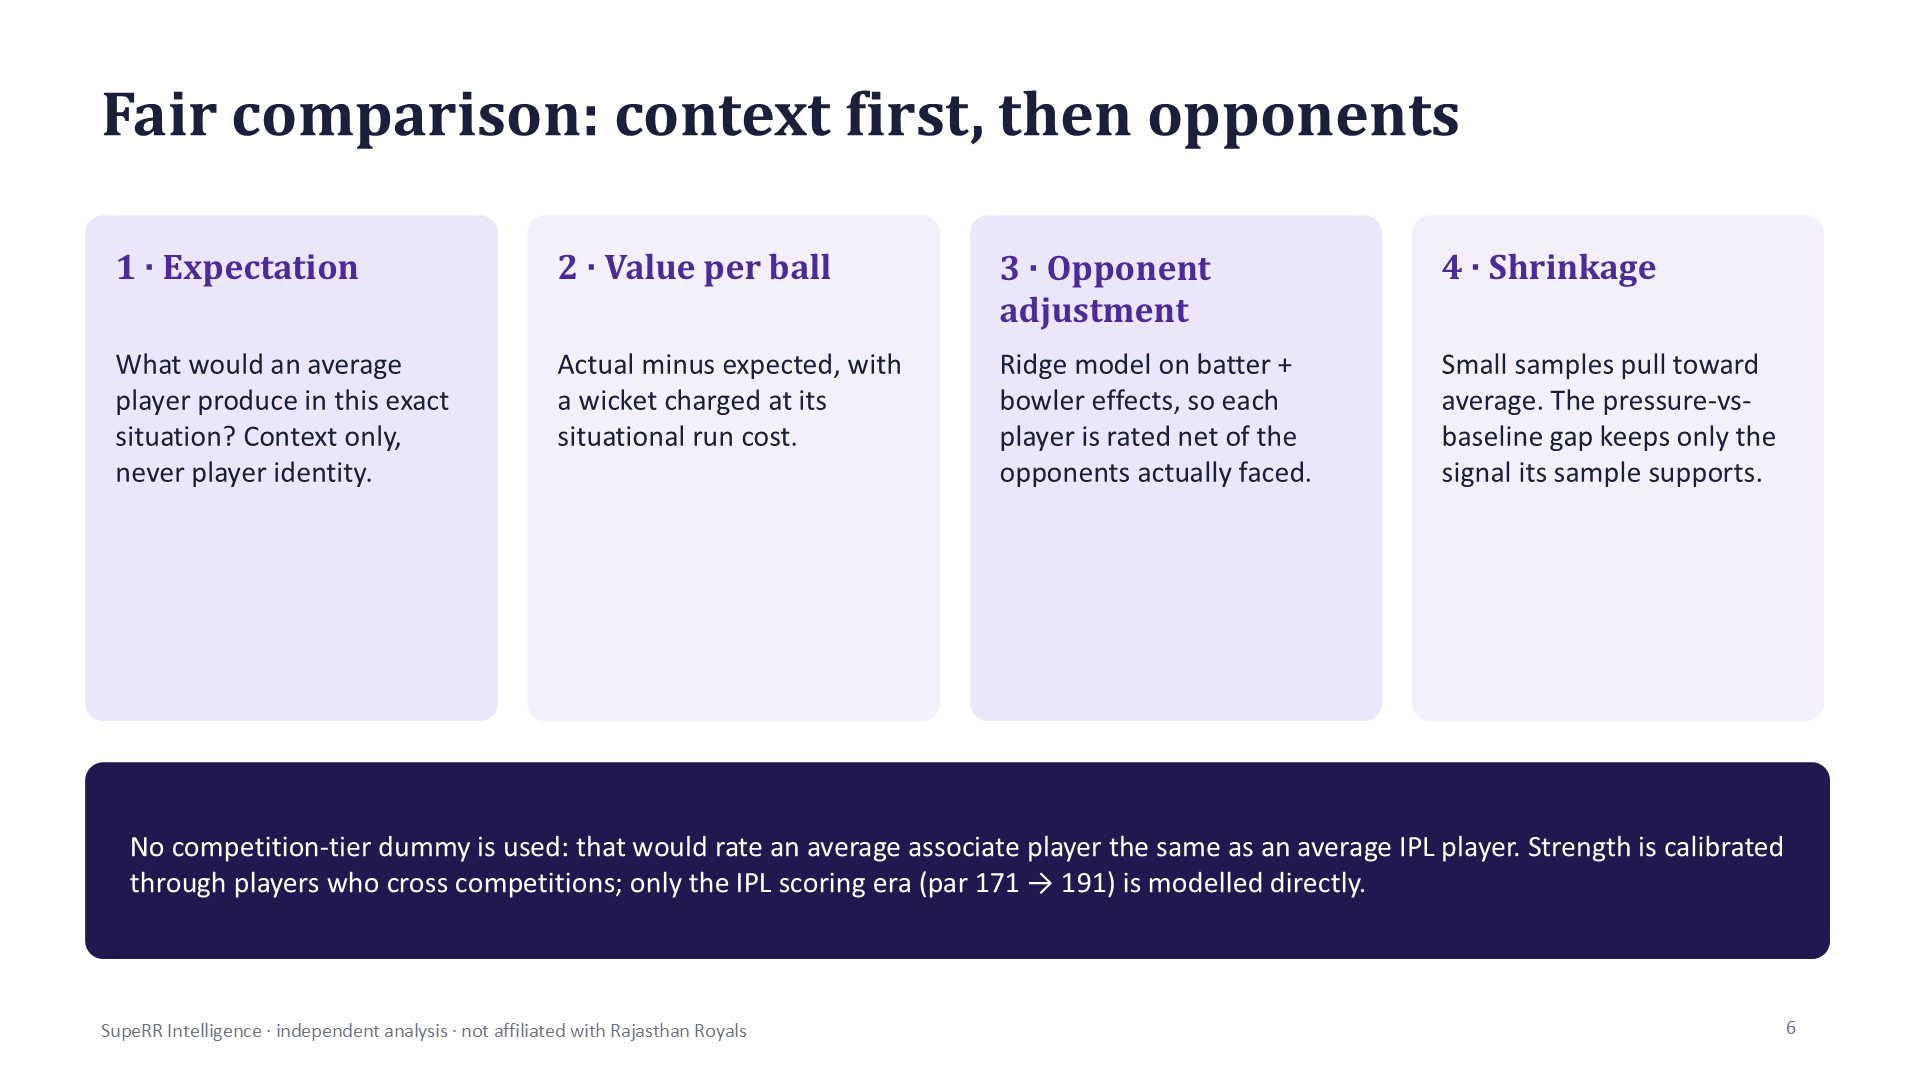 Fair comparison: context first, then opponents
1 · Expectation
What would an average
player produce in this exact
situation? Context only,
never player identity.
2 · Value per ball
Actual minus expected, with
a wicket charged at its
situational run cost.
3 · Opponent
adjustment
Ridge model on batter +
bowler effects, so each
player is rated net of the
opponents actually faced.
4 · Shrinkage
Small samples pull toward
average. The pressure-vs-
baseline gap keeps only the
signal its sample supports.
No competition-tier dummy is used: that would rate an average associate player the same as an average IPL player. Strength is calibrated
through players who cross competitions; only the IPL scoring era (par 171 → 191) is modelled directly.
SupeRR Intelligence · independent analysis · not affiliated with Rajasthan Royals
6